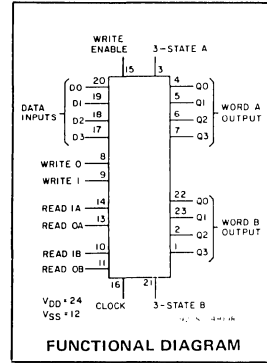 WRITE
ENABLE
3-STATE A
15
3
DATA
INPUTS
D0 20
D1 19
D2 18
D3 17
WRITE 0 8
WRITE 1 9
READ 1A 14
READ 0A 13
READ 1B 10
READ 0B 11
4 Q0
5 Q1
6 Q2
7 Q3
WORD A
OUTPUT
22 Q0
23 Q1
2 Q2
1 Q3
WORD B
OUTPUT
16
21
VDD = 24
VSS = 12
CLOCK
3-STATE B
FUNCTIONAL DIAGRAM